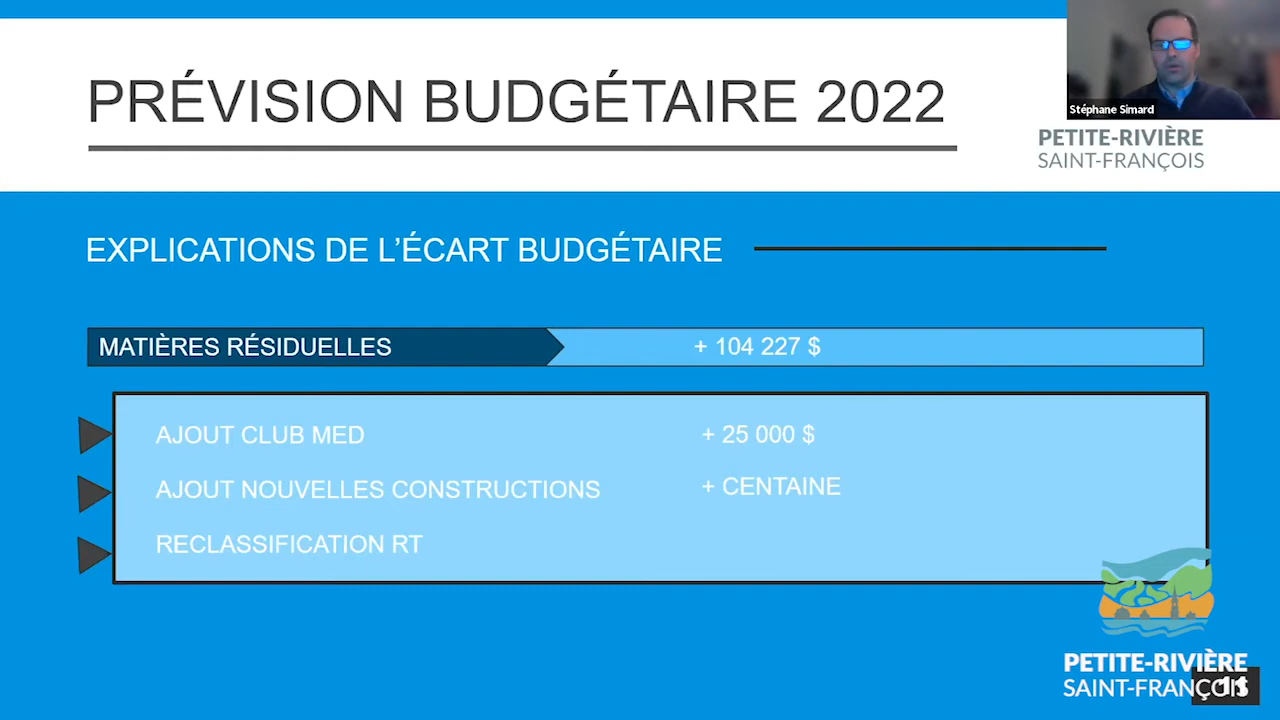 PRÉVISION BUDGÉTAIRE 2022
Stéphane Simard
PETITE-RIVIÈRE
SAINT-FRANÇOIS
EXPLICATIONS DE L'ÉCART BUDGÉTAIRE
MATIÈRES RÉSIDUELLES + 104 227 $
AJOUT CLUB MED + 25 000 $
AJOUT NOUVELLES CONSTRUCTIONS + CENTAINE
RECLASSIFICATION RT
PETITE-RIVIÈRE
SAINT-FRANÇOIS
11